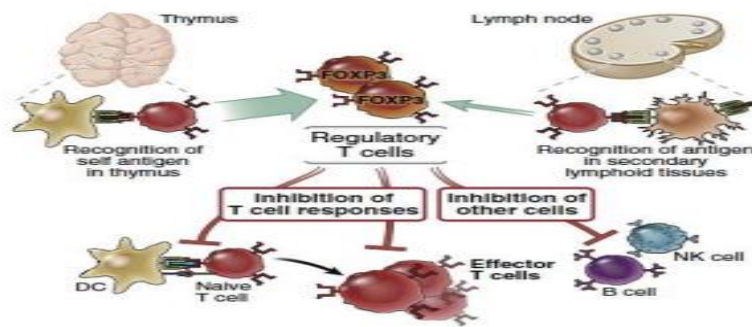 Thymus
Lymph node
FOXP3
FOXP3
Recognition of
self antigen
in thymus
Regulatory
T cells
Recognition of antigen
in secondary
lymphoid tissues
Inhibition of
T cell responses
Inhibition of
other cells
DC
Naive
T cell
Effector
T cells
NK cell
B cell